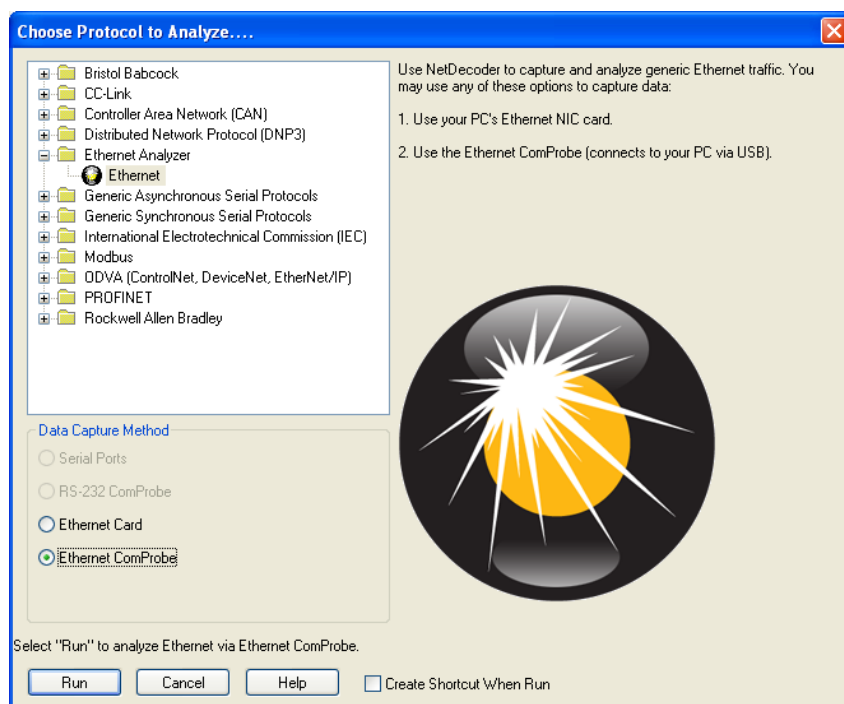 Choose Protocol to Analyze....
Bristol Babcock
CC-Link
Controller Area Network (CAN)
Distributed Network Protocol (DNP3)
Ethernet Analyzer
Ethernet
Generic Asynchronous Serial Protocols
Generic Synchronous Serial Protocols
International Electrotechnical Commission (IEC)
Modbus
ODVA (ControlNet, DeviceNet, EtherNet/IP)
PROFINET
Rockwell Allen Bradley
Use NetDecoder to capture and analyze generic Ethernet traffic. You
may use any of these options to capture data:
1. Use your PC's Ethernet NIC card.
2. Use the Ethernet ComProbe (connects to your PC via USB).
Data Capture Method
Serial Ports
RS-232 ComProbe
Ethernet Card
Ethernet ComProbe
Select "Run" to analyze Ethernet via Ethernet ComProbe.
Run Cancel Help Create Shortcut When Run